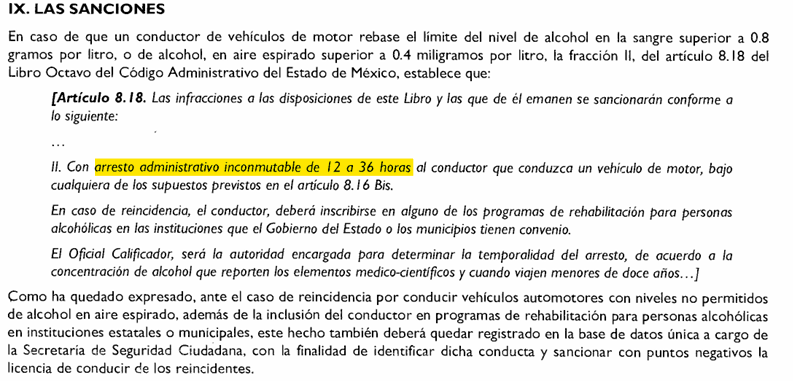 IX. LAS SANCIONES
En caso de que un conductor de vehículos de motor rebase el límite del nivel de alcohol en la sangre superior a 0.8
gramos por litro, o de alcohol, en aire espirado superior a 0.4 miligramos por litro, la fracción II, del artículo 8.18 del
Libro Octavo del Código Administrativo del Estado de México, establece que:
[Artículo 8.18. Las infracciones a las disposiciones de este Libro y las que de él emanen se sancionarán conforme a
lo siguiente:
...
II. Con arresto administrativo inconmutable de 12 a 36 horas al conductor que conduzca un vehículo de motor, bajo
cualquiera de los supuestos previstos en el artículo 8.16 Bis.
En caso de reincidencia, el conductor, deberá inscribirse en alguno de los programas de rehabilitación para personas
alcohólicas en las instituciones que el Gobierno del Estado o los municipios tienen convenio.
El Oficial Calificador, será la autoridad encargada para determinar la temporalidad del arresto, de acuerdo a la
concentración de alcohol que reporten los elementos medico-científicos y cuando viajen menores de doce años...]
Como ha quedado expresado, ante el caso de reincidencia por conducir vehículos automotores con niveles no permitidos
de alcohol en aire espirado, además de la inclusión del conductor en programas de rehabilitación para personas alcohólicas
en instituciones estatales o municipales, este hecho también deberá quedar registrado en la base de datos única a cargo de
la Secretaría de Seguridad Ciudadana, con la finalidad de identificar dicha conducta y sancionar con puntos negativos la
licencia de conducir de los reincidentes.